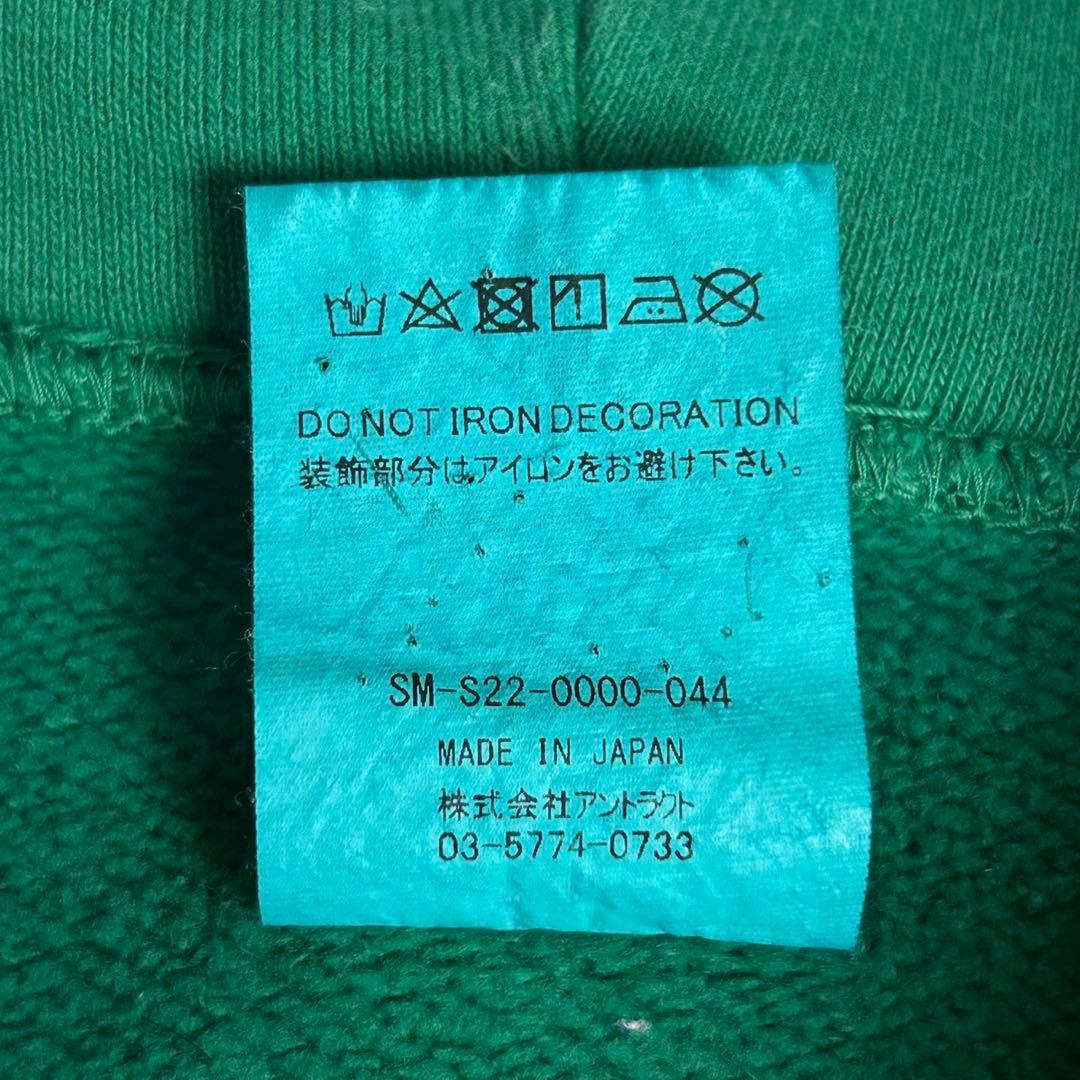 DO NOT IRON DECORATION
装飾部分はアイロンをお避け下さい。
SM-S22-0000-044
MADE IN JAPAN
株式会社アントラクト
03-5774-0733